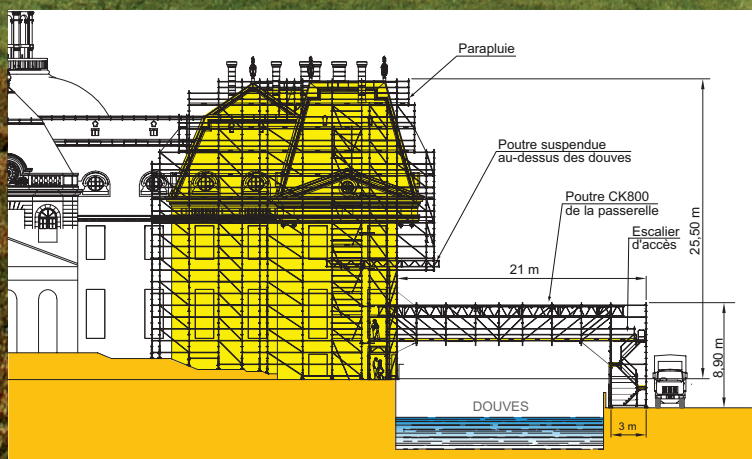 Parapluie
Poutre suspendue
au-dessus des douves
Poutre CK800
de la passerelle
Escalier
d'accès
25,50 m
21 m
8,90 m
DOUVES
3 m